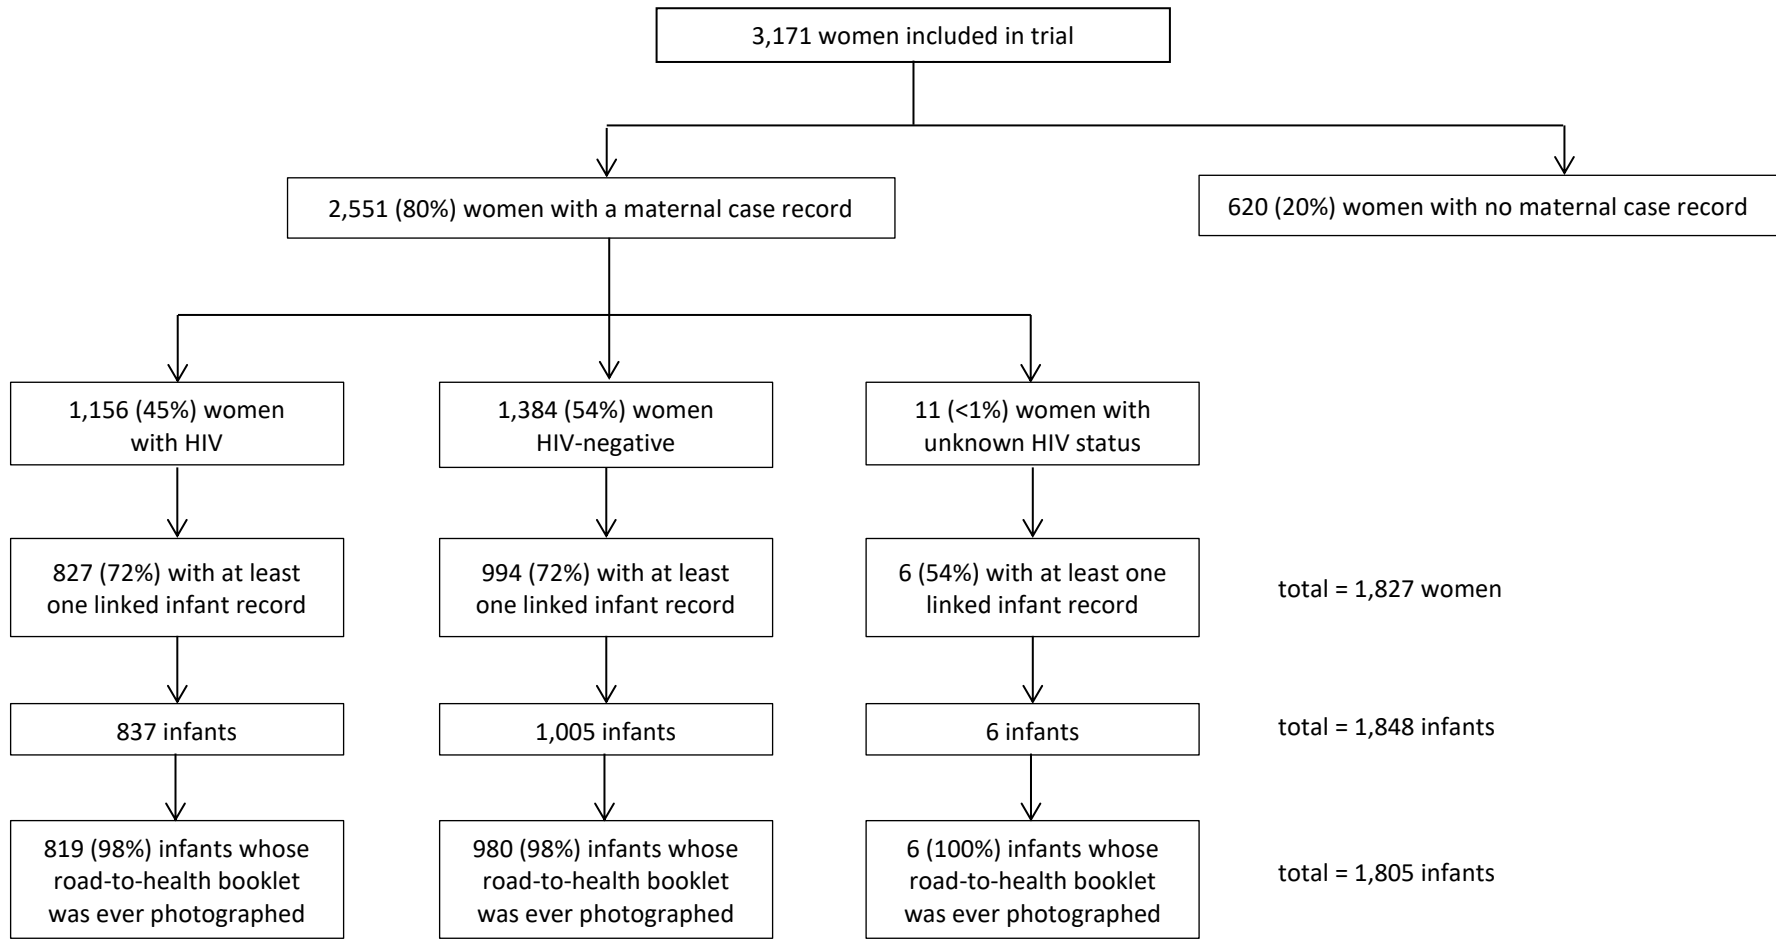 3,171 women included in trial
2,551 (80%) women with a maternal case record
620 (20%) women with no maternal case record
1,156 (45%) women
with HIV
1,384 (54%) women
HIV-negative
11 (<1%) women with
unknown HIV status
827 (72%) with at least
one linked infant record
994 (72%) with at least
one linked infant record
6 (54%) with at least one
linked infant record
total = 1,827 women
837 infants
1,005 infants
6 infants
total = 1,848 infants
819 (98%) infants whose
road-to-health booklet
was ever photographed
980 (98%) infants whose
road-to-health booklet
was ever photographed
6 (100%) infants whose
road-to-health booklet
was ever photographed
total = 1,805 infants